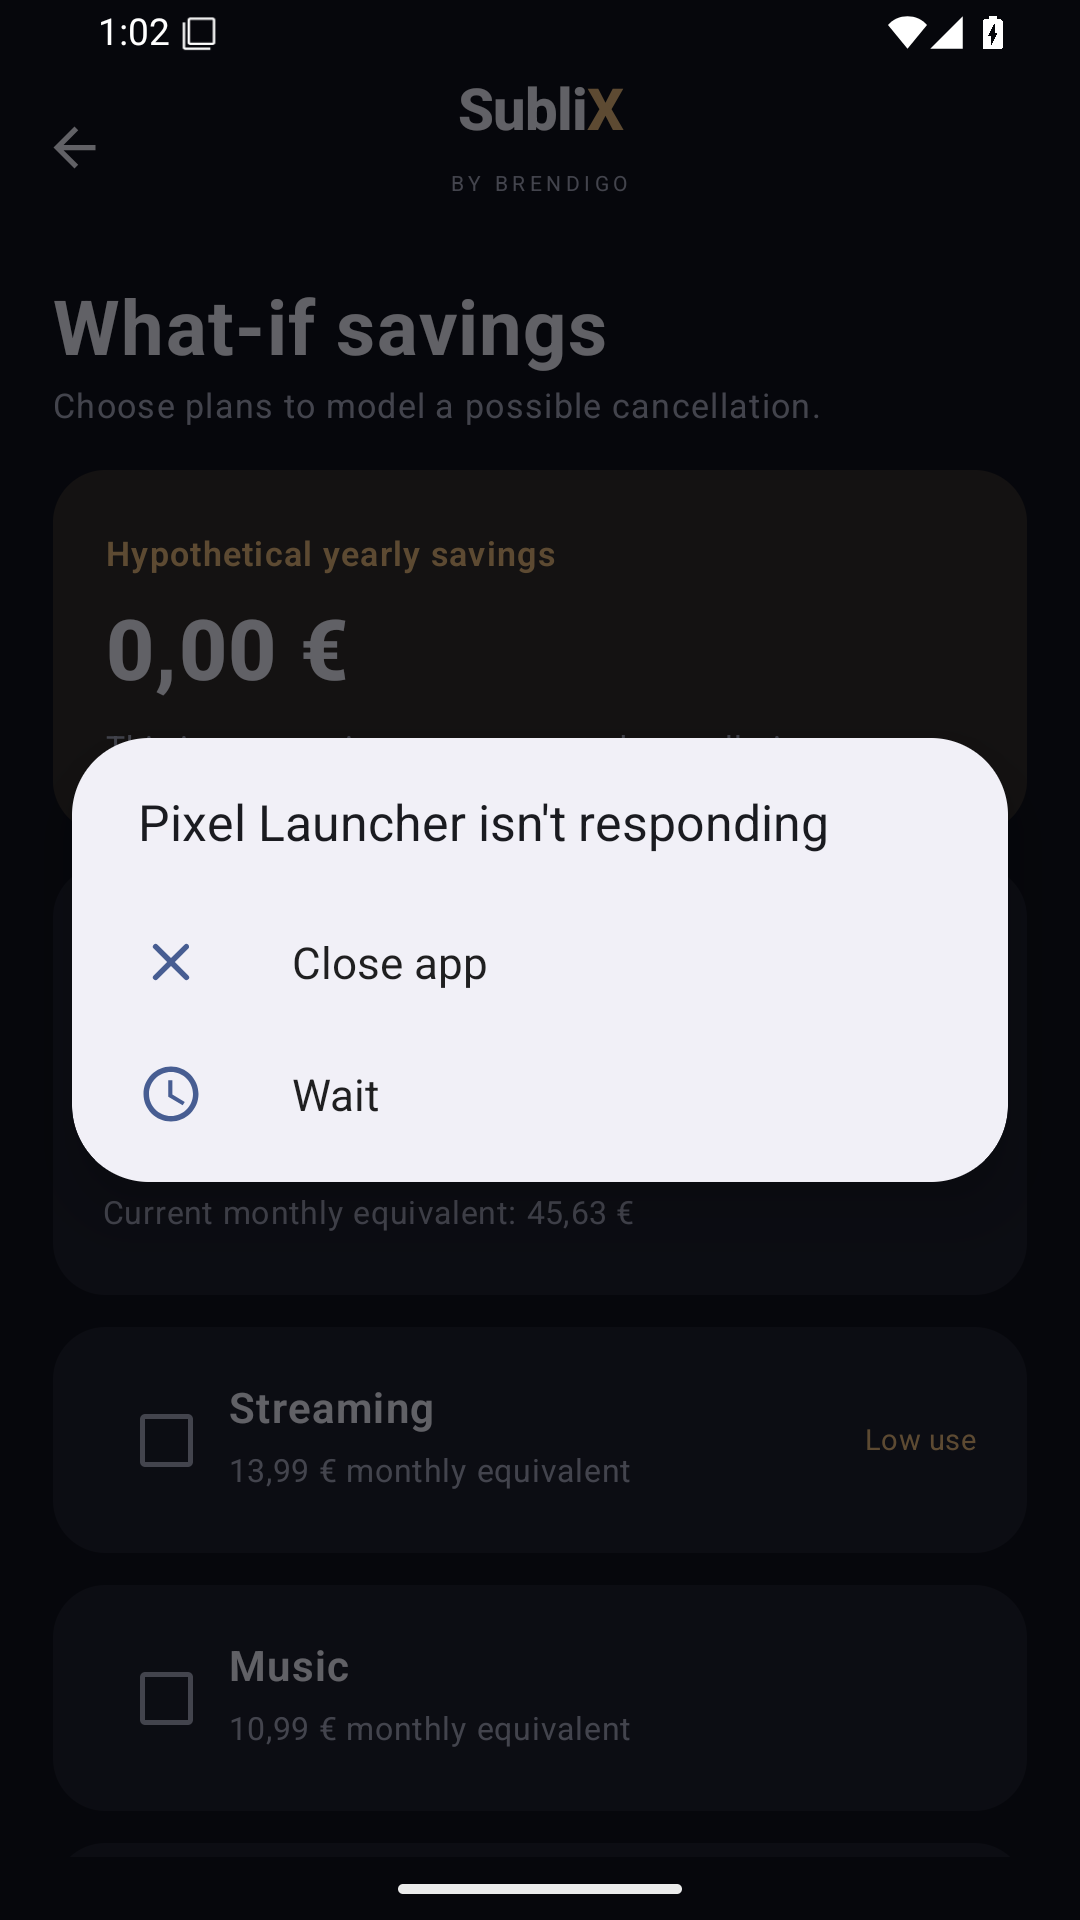 1:02
SubliX
BY BRENDIGO
What-if savings
Choose plans to model a possible cancellation.
Hypothetical yearly savings
0,00 €
Pixel Launcher isn't responding
Close app
Wait
Current monthly equivalent: 45,63 €
Streaming
Low use
13,99 € monthly equivalent
Music
10,99 € monthly equivalent